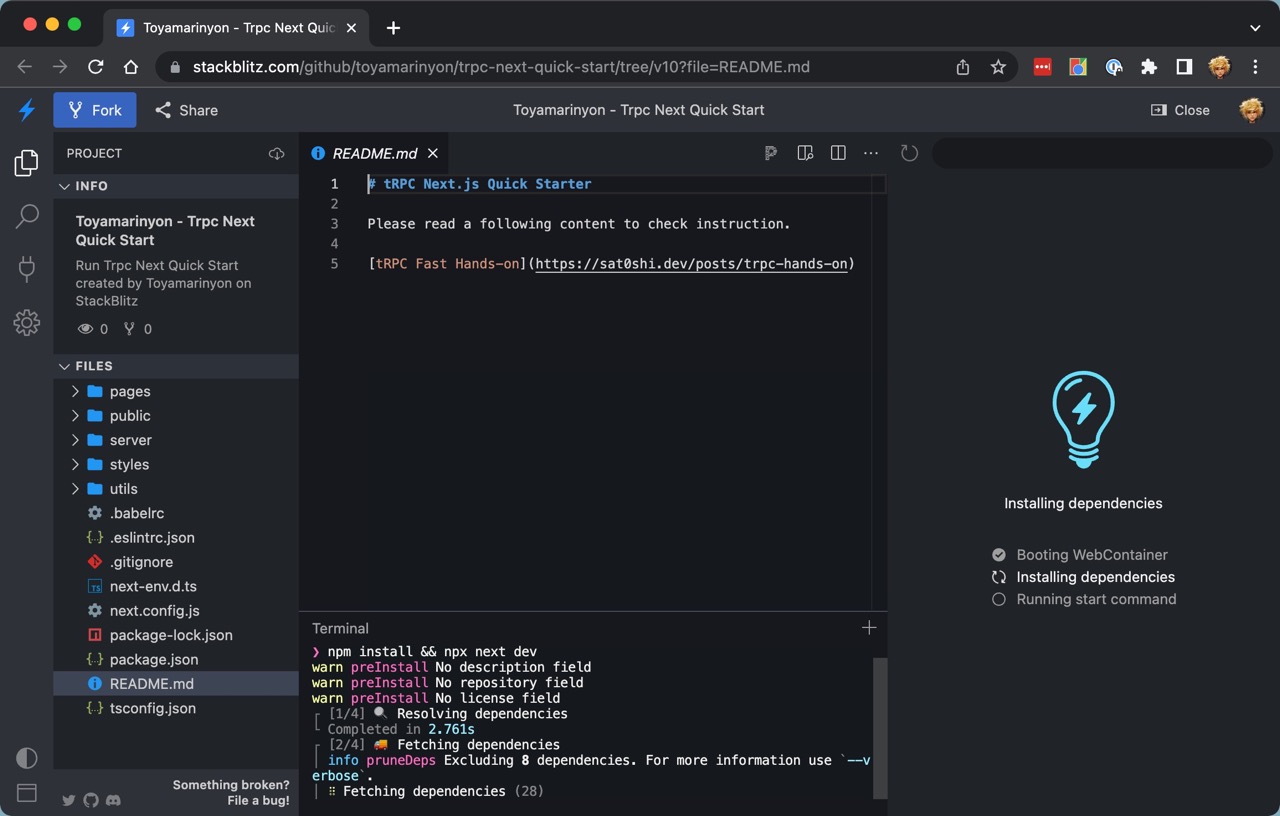 Toyamarinyon - Trpc Next Quic
stackblitz.com/github/toyamarinyon/trpc-next-quick-start/tree/v10?file=README.md
Fork
Share
Toyamarinyon - Trpc Next Quick Start
Close
PROJECT
INFO
Toyamarinyon - Trpc Next
Quick Start
Run Trpc Next Quick Start
created by Toyamarinyon on
StackBlitz
0 0
FILES
pages
public
server
styles
utils
.babelrc
.eslintrc.json
.gitignore
next-env.d.ts
next.config.js
package-lock.json
package.json
README.md
tsconfig.json
Something broken?
File a bug!
README.md
1 # tRPC Next.js Quick Starter
2
3 Please read a following content to check instruction.
4
5 [tRPC Fast Hands-on](https://sat0shi.dev/posts/trpc-hands-on)
Terminal
❯ npm install && npx next dev
warn preInstall No description field
warn preInstall No repository field
warn preInstall No license field
[1/4] 🔍 Resolving dependencies
Completed in 2.761s
[2/4] 🚚 Fetching dependencies
info pruneDeps Excluding 8 dependencies. For more information use `--v
erbose`.
Fetching dependencies (28)
Installing dependencies
Booting WebContainer
Installing dependencies
Running start command